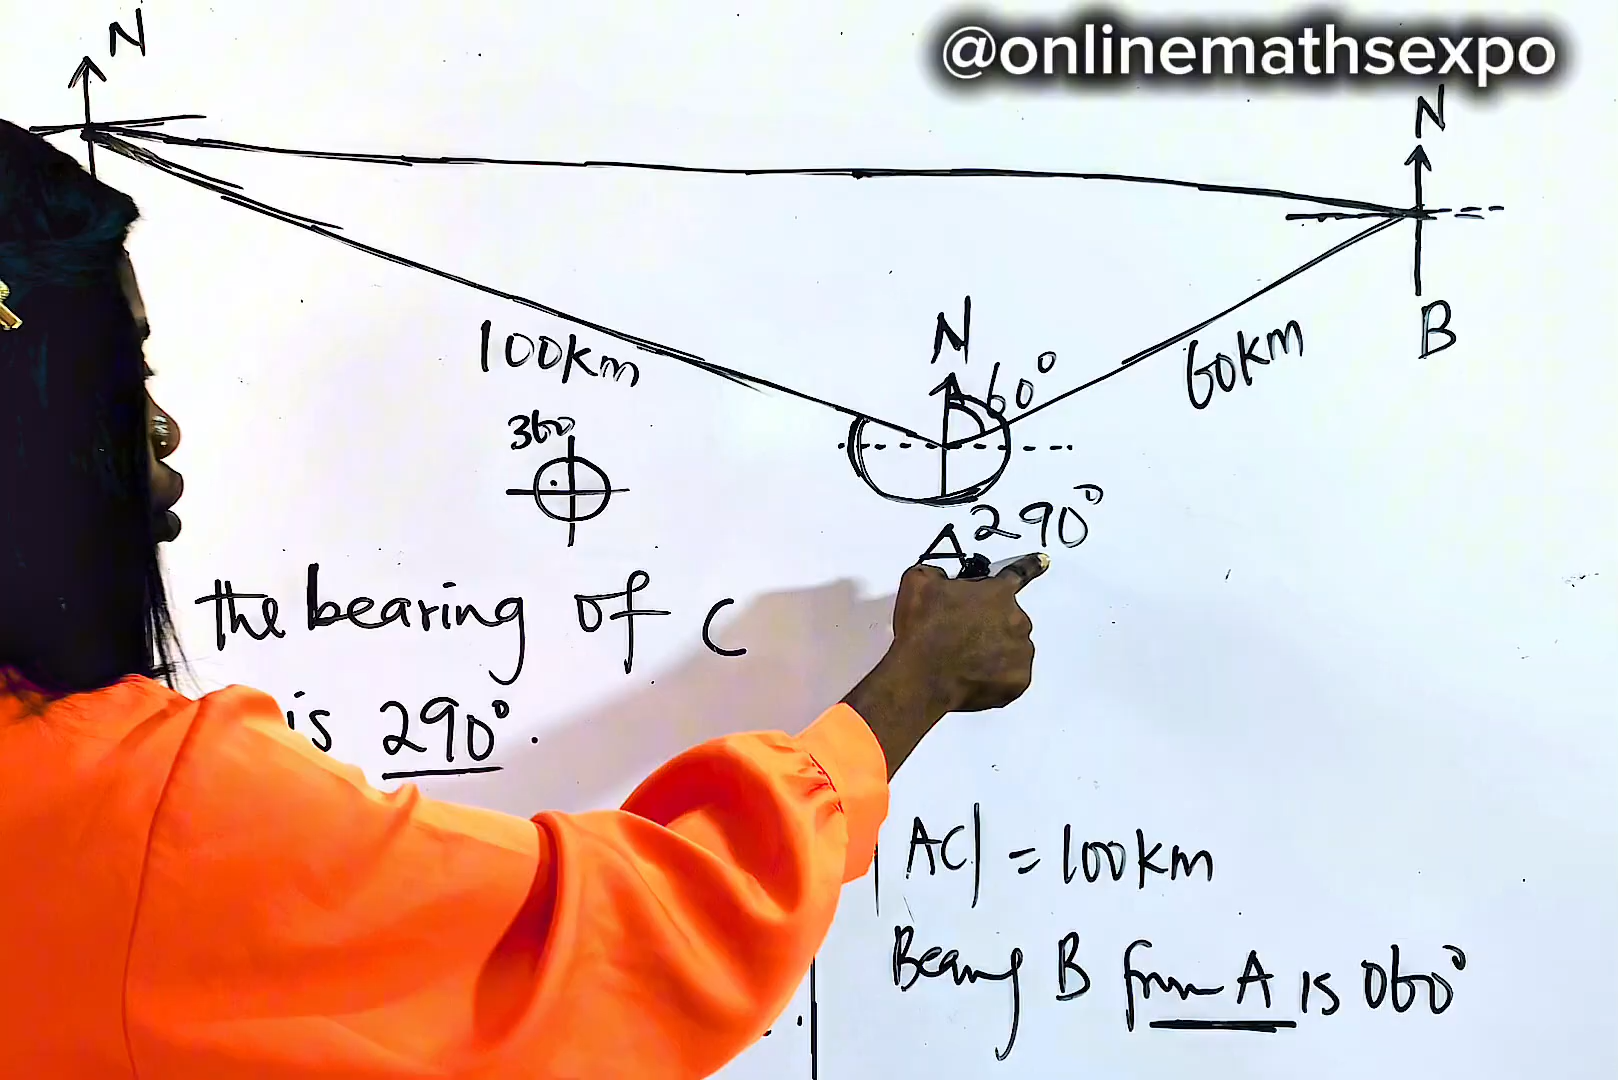 @onlinemathsexpo
N
N
100km
N
60°
60km
B
360
A
290°
the bearing of C
is 290°.
|AC| = 100km
Bearing B from A is 060°